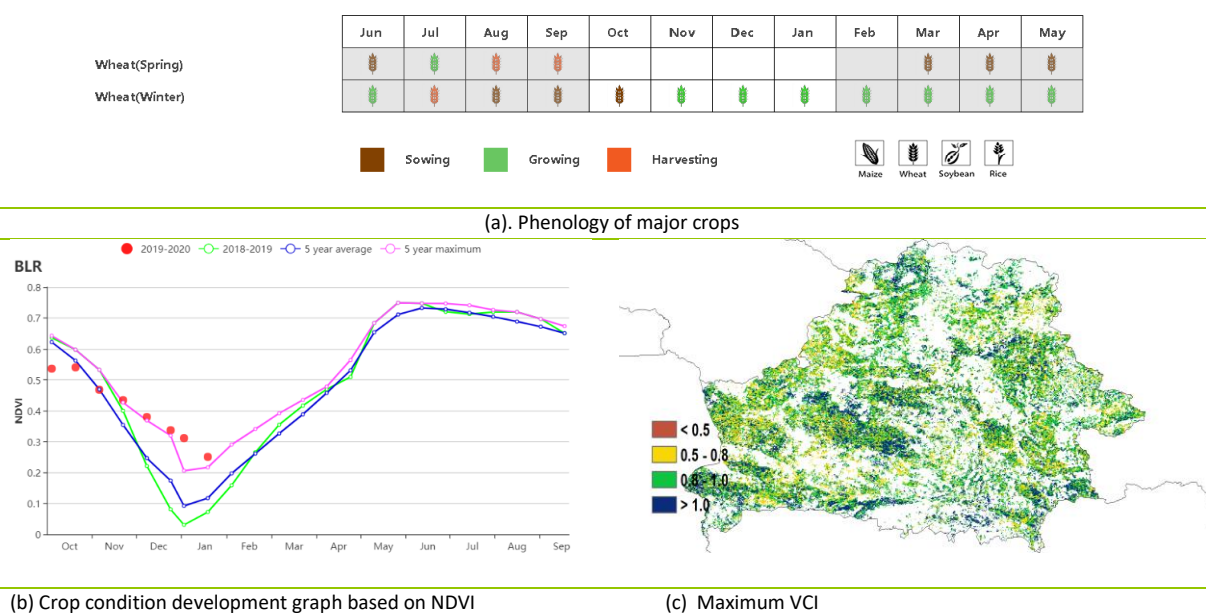 Jun Jul Aug Sep Oct Nov Dec Jan Feb Mar Apr May
Wheat(Spring)
Wheat(Winter)
Sowing Growing Harvesting
Maize Wheat Soybean Rice
(a). Phenology of major crops
2019-2020 2018-2019 5 year average 5 year maximum
BLR
0.8
0.7
0.6
0.5
0.4
0.3
0.2
0.1
0
NDVI
Oct Nov Dec Jan Feb Mar Apr May Jun Jul Aug Sep
< 0.5
0.5 - 0.8
0.8 - 1.0
> 1.0
(b) Crop condition development graph based on NDVI
(c) Maximum VCI